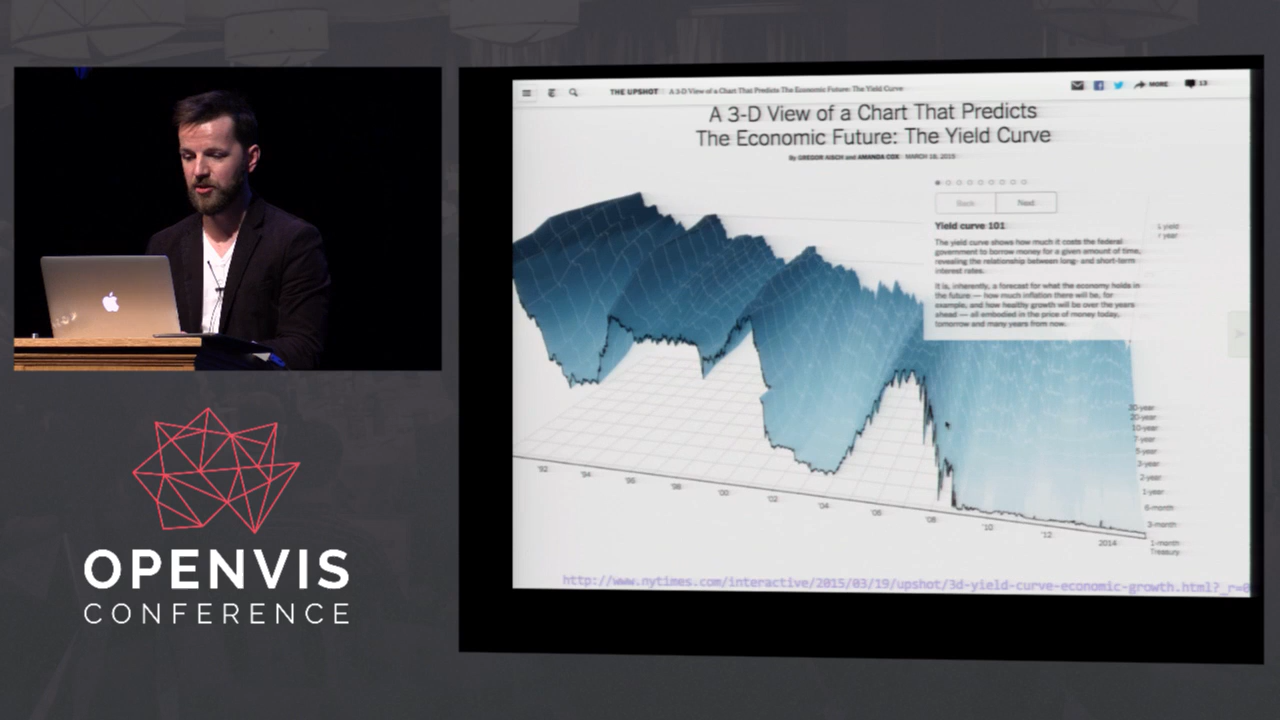 THE UPSHOT A 3-D View of a Chart That Predicts The Economic Future: The Yield Curve
MORE
13
A 3-D View of a Chart That Predicts
The Economic Future: The Yield Curve
By GREGOR AISCH and AMANDA COX MARCH 19, 2015
Back
Next
Yield curve 101
The yield curve shows how much it costs the federal
government to borrow money for a given amount of time,
revealing the relationship between long- and short-term
interest rates.
It is, inherently, a forecast for what the economy holds in
the future — how much inflation there will be, for
example, and how healthy growth will be over the years
ahead — all embodied in the price of money today,
tomorrow and many years from now.
yield
year
30-year
20-year
10-year
7-year
5-year
3-year
2-year
1-year
6-month
3-month
1-month
Treasury
'92
'94
'96
'98
'00
'02
'04
'06
'08
'10
'12
2014
http://www.nytimes.com/interactive/2015/03/19/upshot/3d-yield-curve-economic-growth.html?_r=0
OPENVIS
CONFERENCE